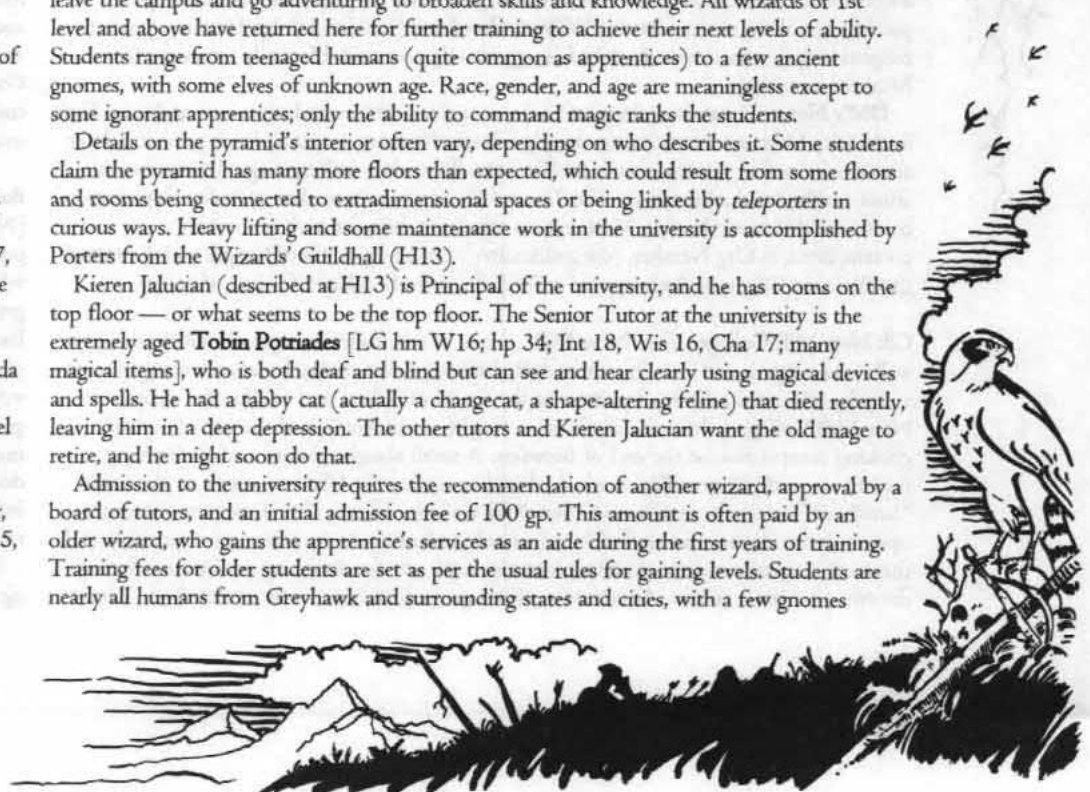 leave the campus and go adventuring to broaden skills and knowledge. All wizards of 1st
level and above have returned here for further training to achieve their next levels of ability.
Students range from teenaged humans (quite common as apprentices) to a few ancient
gnomes, with some elves of unknown age. Race, gender, and age are meaningless except to
some ignorant apprentices; only the ability to command magic ranks the students.
Details on the pyramid's interior often vary, depending on who describes it. Some students
claim the pyramid has many more floors than expected, which could result from some floors
and rooms being connected to extradimensional spaces or being linked by teleporters in
curious ways. Heavy lifting and some maintenance work in the university is accomplished by
Porters from the Wizards' Guildhall (H13).
Kieren Jalucian (described at H13) is Principal of the university, and he has rooms on the
top floor — or what seems to be the top floor. The Senior Tutor at the university is the
extremely aged Tobin Potriades [LG hm W16; hp 34; Int 18, Wis 16, Cha 17; many
magical items], who is both deaf and blind but can see and hear clearly using magical devices
and spells. He had a tabby cat (actually a changecat, a shape-altering feline) that died recently,
leaving him in a deep depression. The other tutors and Kieren Jalucian want the old mage to
retire, and he might soon do that.
Admission to the university requires the recommendation of another wizard, approval by a
board of tutors, and an initial admission fee of 100 gp. This amount is often paid by an
older wizard, who gains the apprentice's services as an aide during the first years of training.
Training fees for older students are set as per the usual rules for gaining levels. Students are
nearly all humans from Greyhawk and surrounding states and cities, with a few gnomes